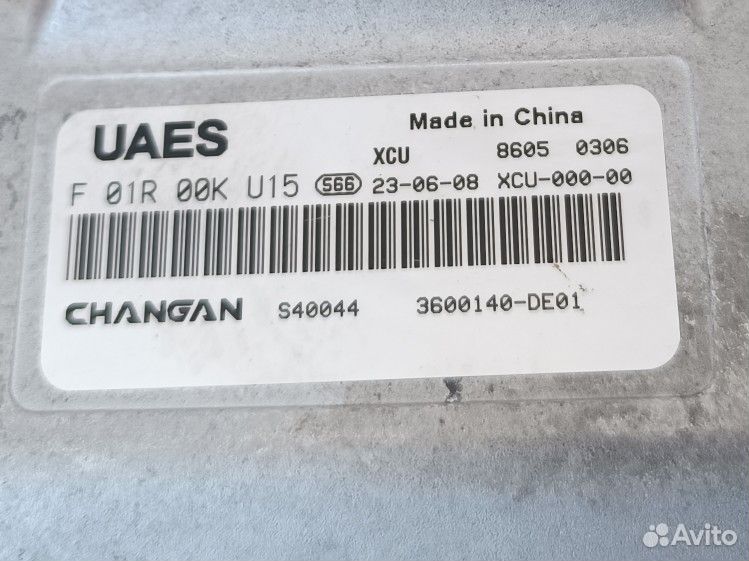 UAES Made in China
XCU 8605 0306
F 01R 00K U15 S66 23-06-08 XCU-000-00
CHANGAN S40044 3600140-DE01
Avito